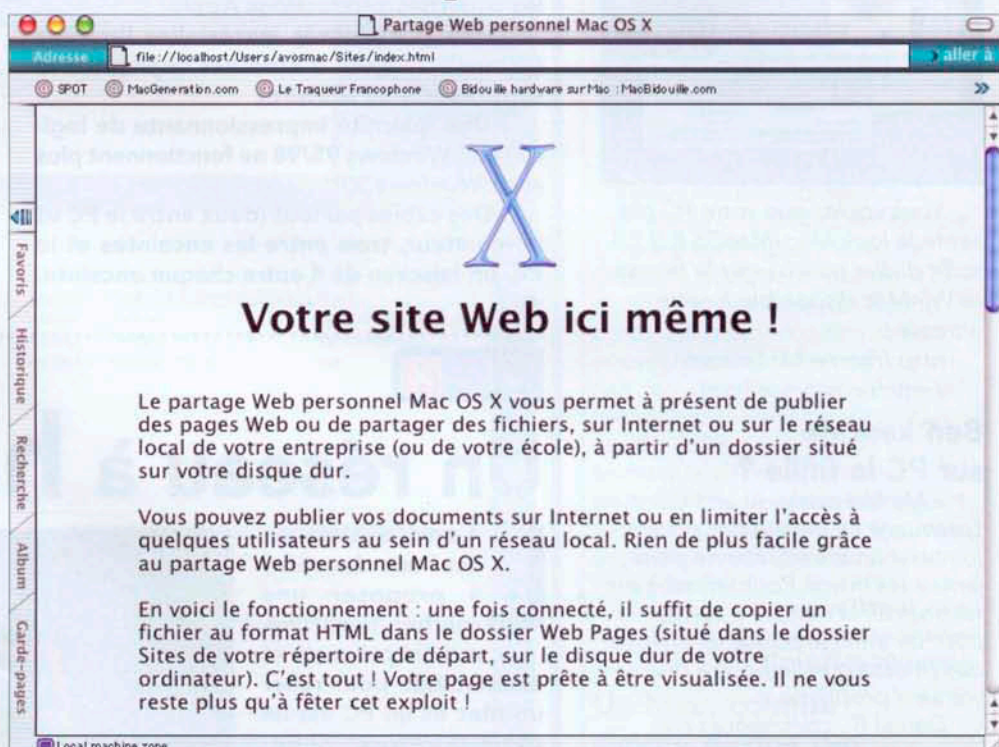 Partage Web personnel Mac OS X
Adresse file://localhost/Users/avosmac/Sites/index.html aller à
@ SPOT @ MacGeneration.com @ Le Traqueur Francophone @ Bidouille hardware sur Mac : MacBidouille.com »
X
Votre site Web ici même !
Le partage Web personnel Mac OS X vous permet à présent de publier
des pages Web ou de partager des fichiers, sur Internet ou sur le réseau
local de votre entreprise (ou de votre école), à partir d'un dossier situé
sur votre disque dur.
Vous pouvez publier vos documents sur Internet ou en limiter l'accès à
quelques utilisateurs au sein d'un réseau local. Rien de plus facile grâce
au partage Web personnel Mac OS X.
En voici le fonctionnement : une fois connecté, il suffit de copier un
fichier au format HTML dans le dossier Web Pages (situé dans le dossier
Sites de votre répertoire de départ, sur le disque dur de votre
ordinateur). C'est tout ! Votre page est prête à être visualisée. Il ne vous
reste plus qu'à fêter cet exploit !
Favoris
Historique
Recherche
Album
Garde-pages
Local machine zone